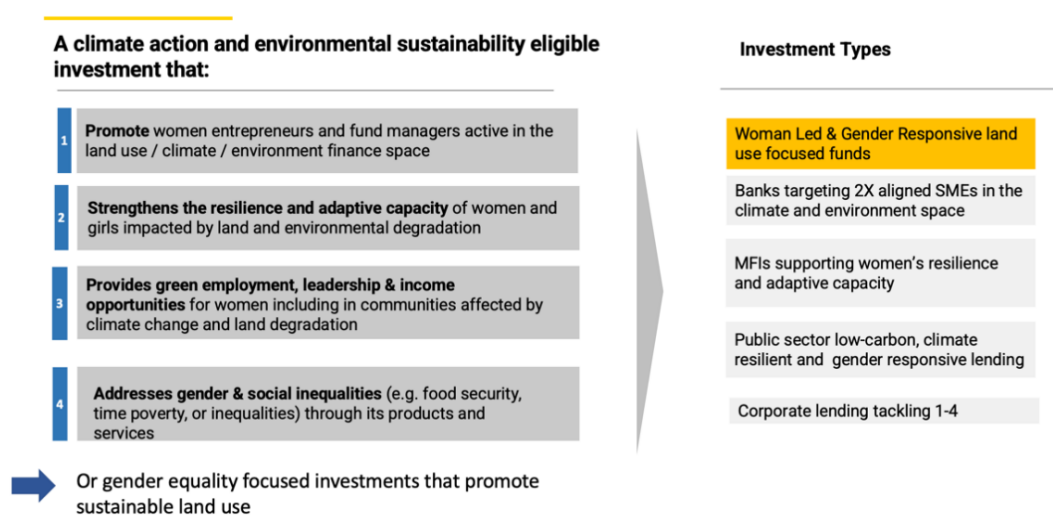 A climate action and environmental sustainability eligible
investment that:
1
Promote women entrepreneurs and fund managers active in the
land use / climate / environment finance space
2
Strengthens the resilience and adaptive capacity of women and
girls impacted by land and environmental degradation
3
Provides green employment, leadership & income
opportunities for women including in communities affected by
climate change and land degradation
4
Addresses gender & social inequalities (e.g. food security,
time poverty, or inequalities) through its products and
services
Or gender equality focused investments that promote
sustainable land use
Investment Types
Woman Led & Gender Responsive land
use focused funds
Banks targeting 2X aligned SMEs in the
climate and environment space
MFIs supporting women's resilience
and adaptive capacity
Public sector low-carbon, climate
resilient and gender responsive lending
Corporate lending tackling 1-4